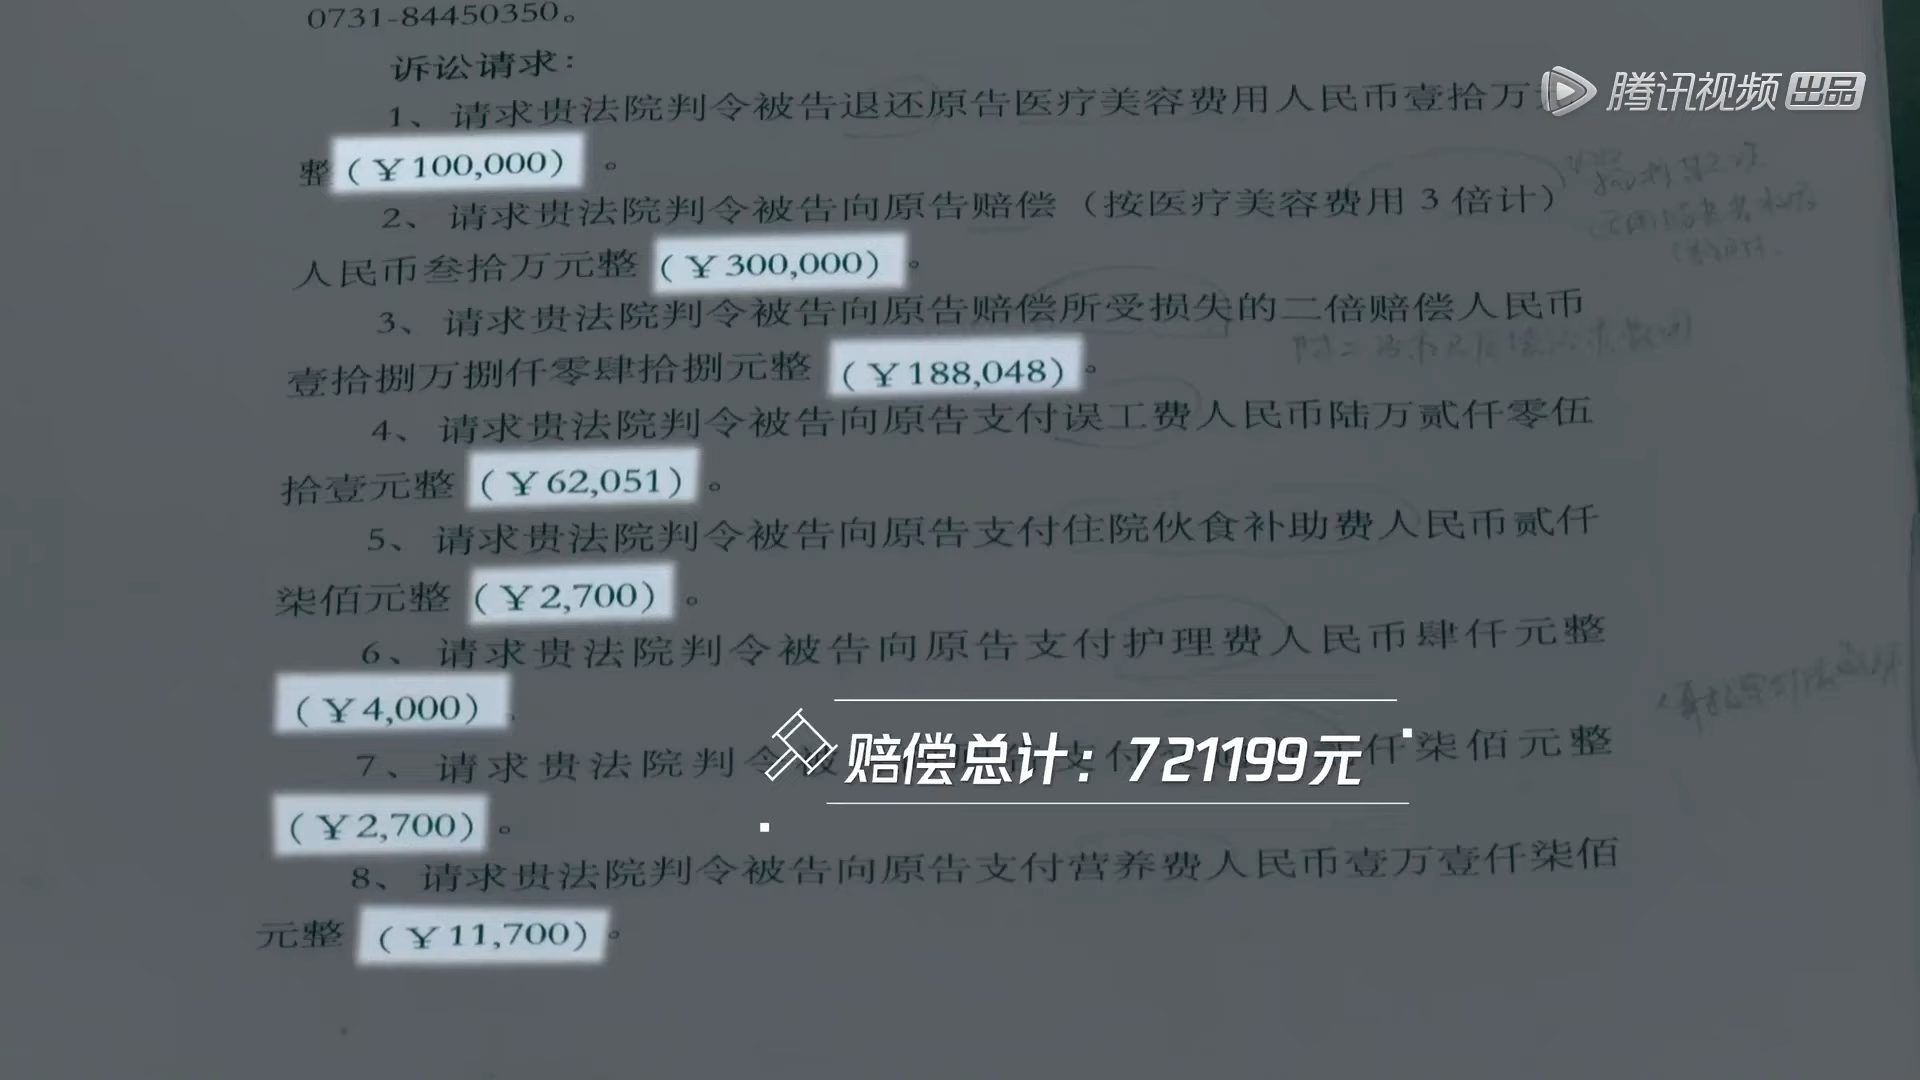 0731-84450350。
诉讼请求：
腾讯视频 出品
1、请求贵法院判令被告退还原告医疗美容费用人民币壹拾万
整(￥100,000)。
2、请求贵法院判令被告向原告赔偿（按医疗美容费用3倍计）
人民币叁拾万元整(￥300,000)。
3、请求贵法院判令被告向原告赔偿所受损失的二倍赔偿人民币
壹拾捌万捌仟零肆拾捌元整(￥188,048)。
4、请求贵法院判令被告向原告支付误工费人民币陆万贰仟零伍
拾壹元整(￥62,051)。
5、请求贵法院判令被告向原告支付住院伙食补助费人民币贰仟
柒佰元整(￥2,700)。
6、请求贵法院判令被告向原告支付护理费人民币肆仟元整
(￥4,000)
7、请求贵法院判令 支付 仟柒佰元整
赔偿总计：721199元
(￥2,700)。
8、请求贵法院判令被告向原告支付营养费人民币壹万壹仟柒佰
元整(￥11,700)。